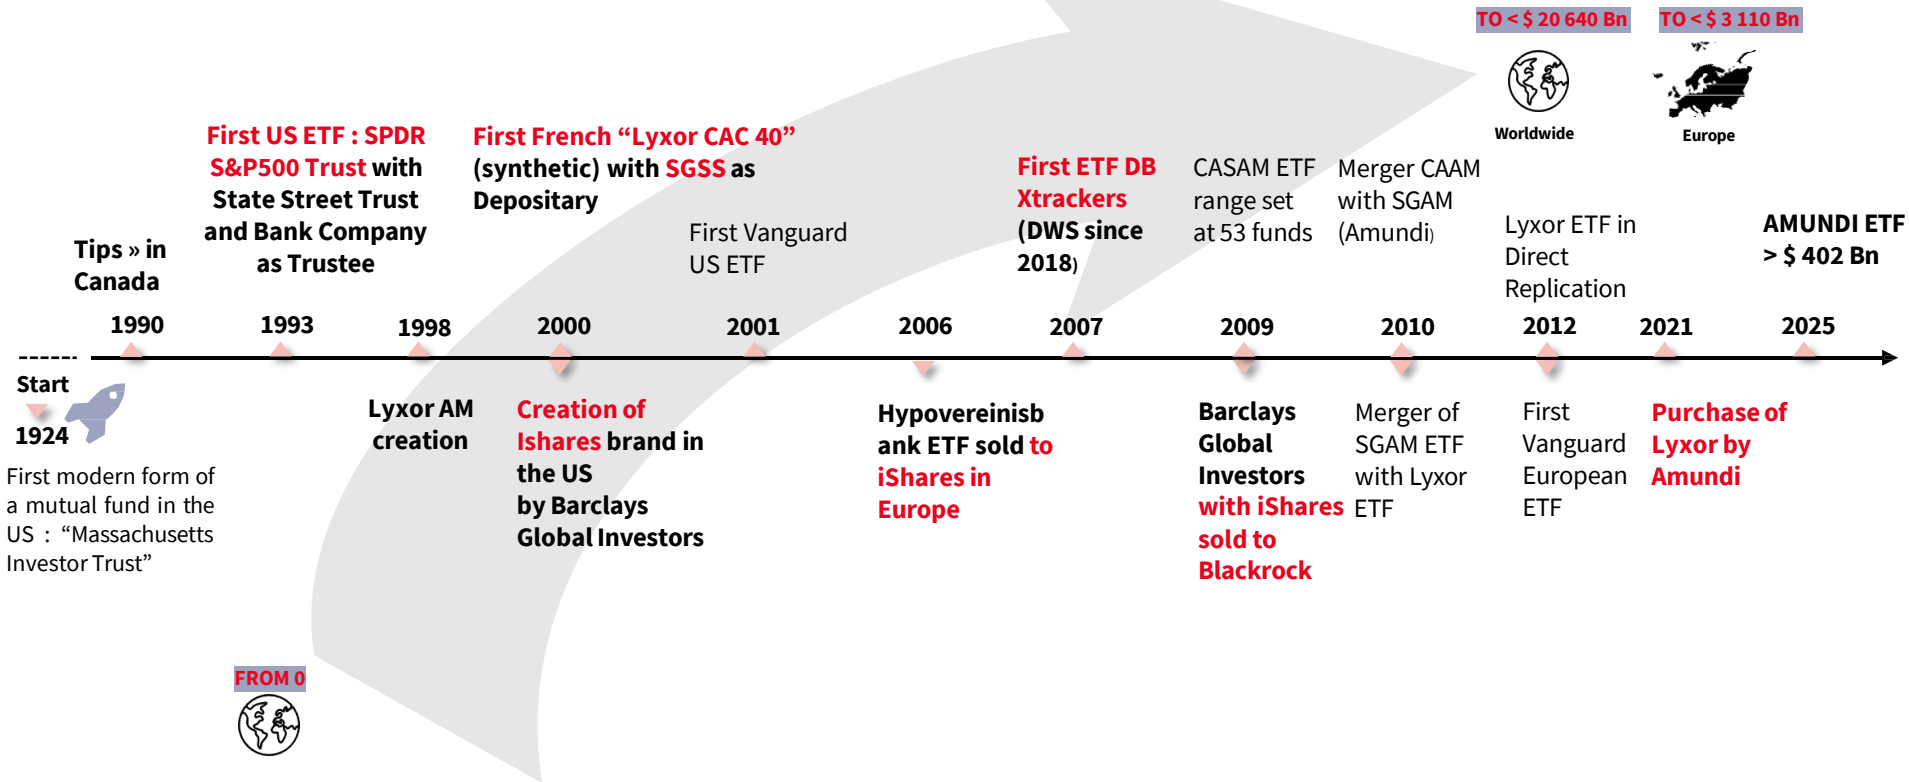 TO < $ 20 640 Bn
TO < $ 3 110 Bn
Worldwide
Europe
Tips » in
Canada
1990
First US ETF : SPDR
S&P500 Trust with
State Street Trust
and Bank Company
as Trustee
1993
1998
First French “Lyxor CAC 40”
(synthetic) with SGSS as
Depositary
2000
First Vanguard
US ETF
2001
2006
First ETF DB
Xtrackers
(DWS since
2018)
2007
CASAM ETF
range set
at 53 funds
2009
Merger CAAM
with SGAM
(Amundi)
2010
Lyxor ETF in
Direct
Replication
2012
2021
AMUNDI ETF
> $ 402 Bn
2025
Start
1924
First modern form of
a mutual fund in the
US : “Massachusetts
Investor Trust”
Lyxor AM
creation
Creation of
Ishares brand in
the US
by Barclays
Global Investors
Hypovereinisb
ank ETF sold to
iShares in
Europe
Barclays
Global
Investors
with iShares
sold to
Blackrock
Merger of
SGAM ETF
with Lyxor
ETF
First
Vanguard
European
ETF
Purchase of
Lyxor by
Amundi
FROM 0